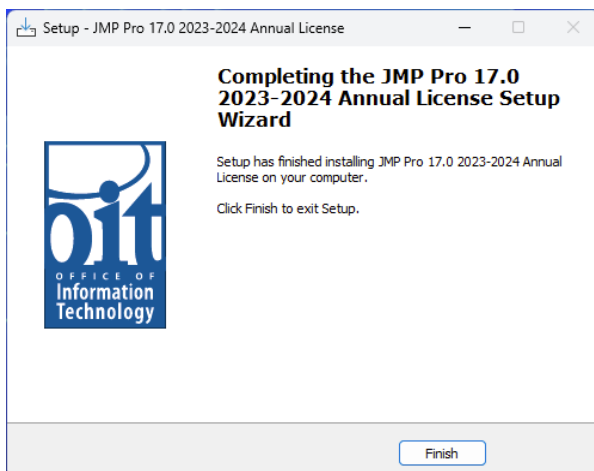 Setup - JMP Pro 17.0 2023-2024 Annual License
Completing the JMP Pro 17.0
2023-2024 Annual License Setup
Wizard
Setup has finished installing JMP Pro 17.0 2023-2024 Annual
License on your computer.
Click Finish to exit Setup.
oit
OFFICE OF
Information
Technology
Finish